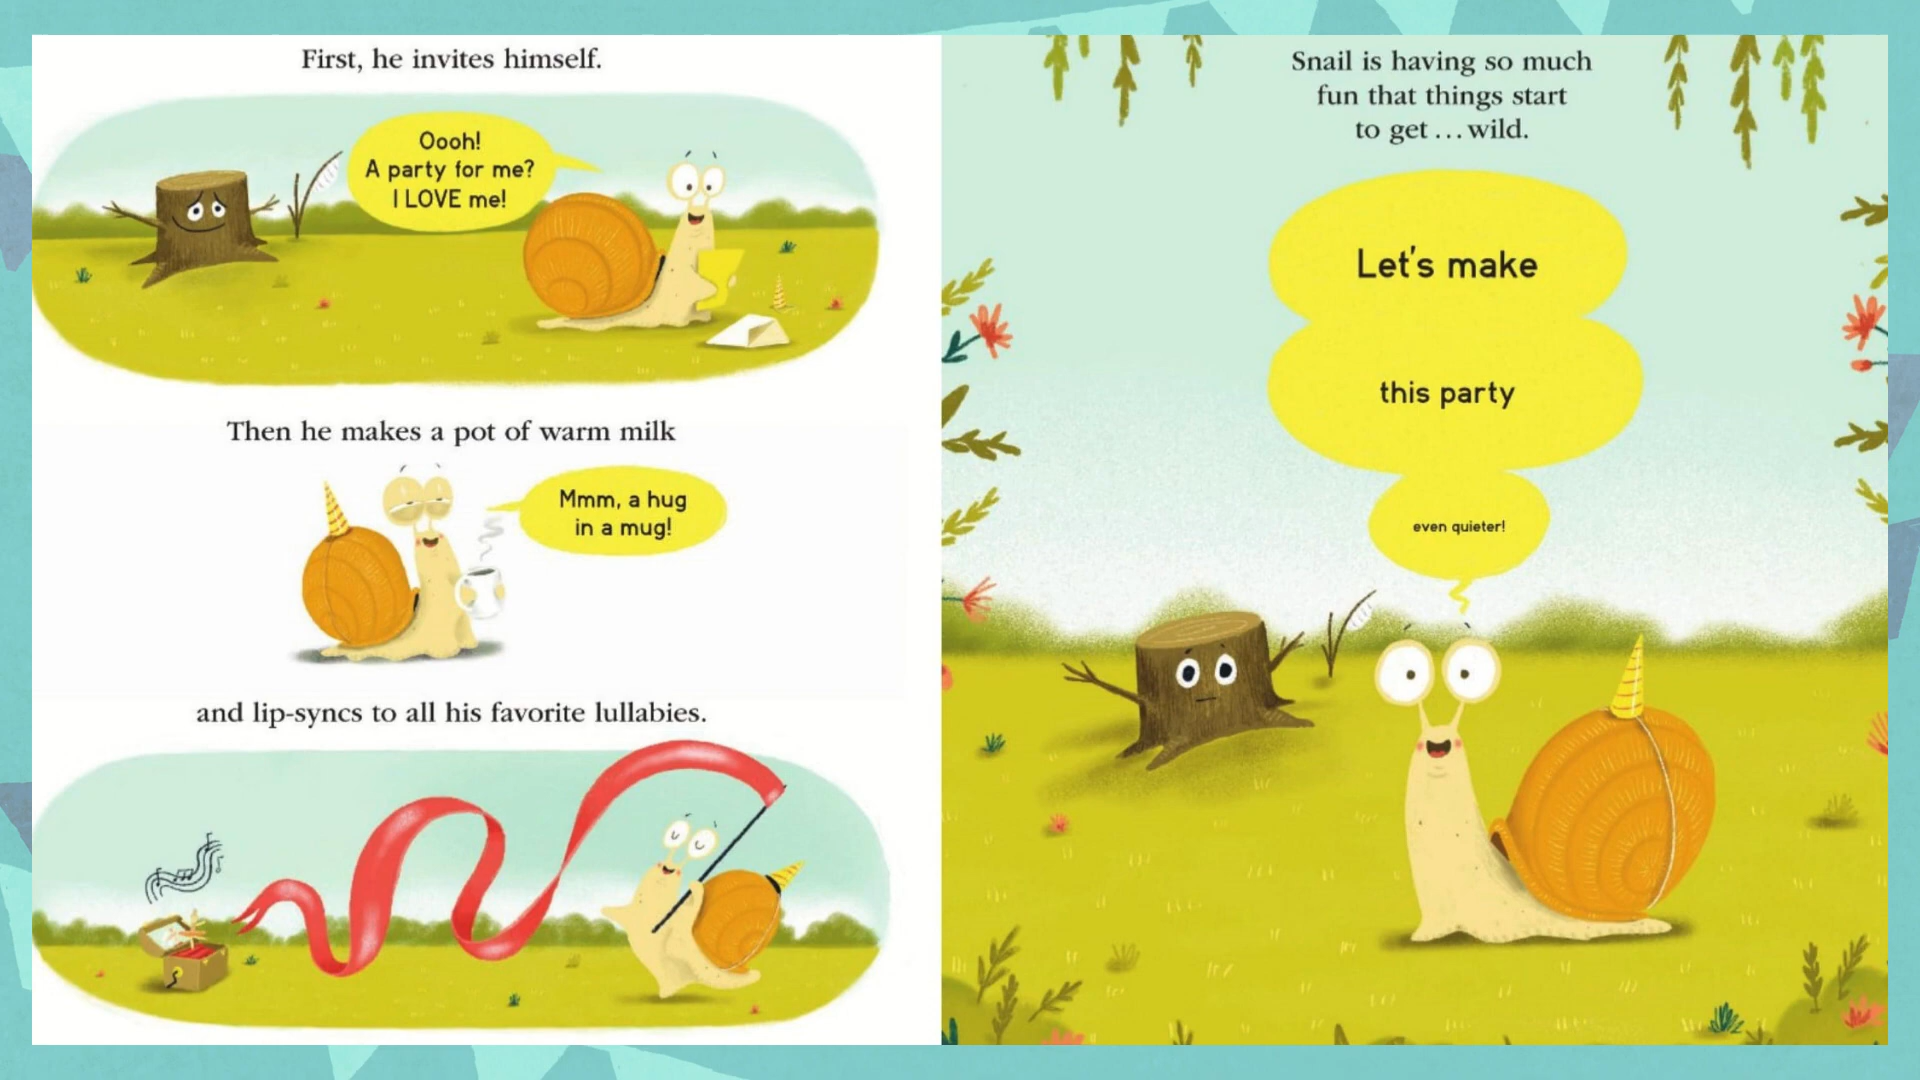 First, he invites himself.
Oooh!
A party for me?
I LOVE me!
Then he makes a pot of warm milk
Mmm, a hug
in a mug!
and lip-syncs to all his favorite lullabies.
Snail is having so much
fun that things start
to get ... wild.
Let's make
this party
even quieter!